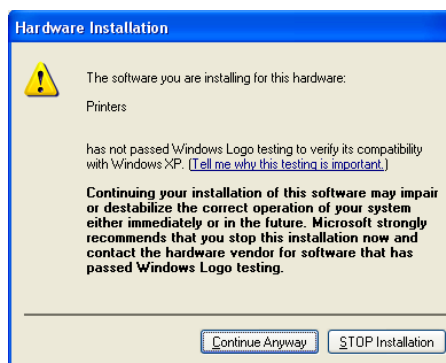 Hardware Installation
The software you are installing for this hardware:
Printers
has not passed Windows Logo testing to verify its compatibility
with Windows XP. (Tell me why this testing is important.)
Continuing your installation of this software may impair
or destabilize the correct operation of your system
either immediately or in the future. Microsoft strongly
recommends that you stop this installation now and
contact the hardware vendor for software that has
passed Windows Logo testing.
Continue Anyway
STOP Installation